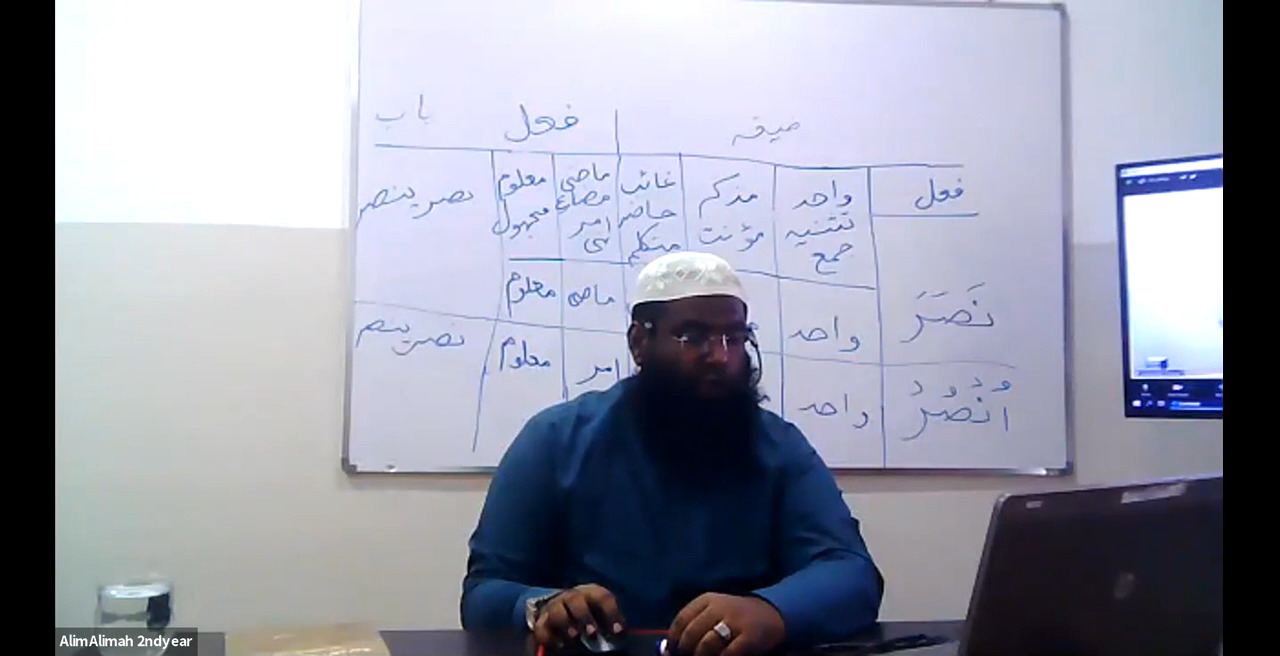 صیغہ فعل باب
فعل واحد مذکر غائب ماضی معلوم نصر ینصر
تثنیہ مؤنث حاضر مضارع مجہول
جمع متکلم امر نہی
نَصَرَ واحد ماضی معلوم
اُنْصُرْ واحد امر معلوم نصر ینصر
AlimAlimah 2ndyear